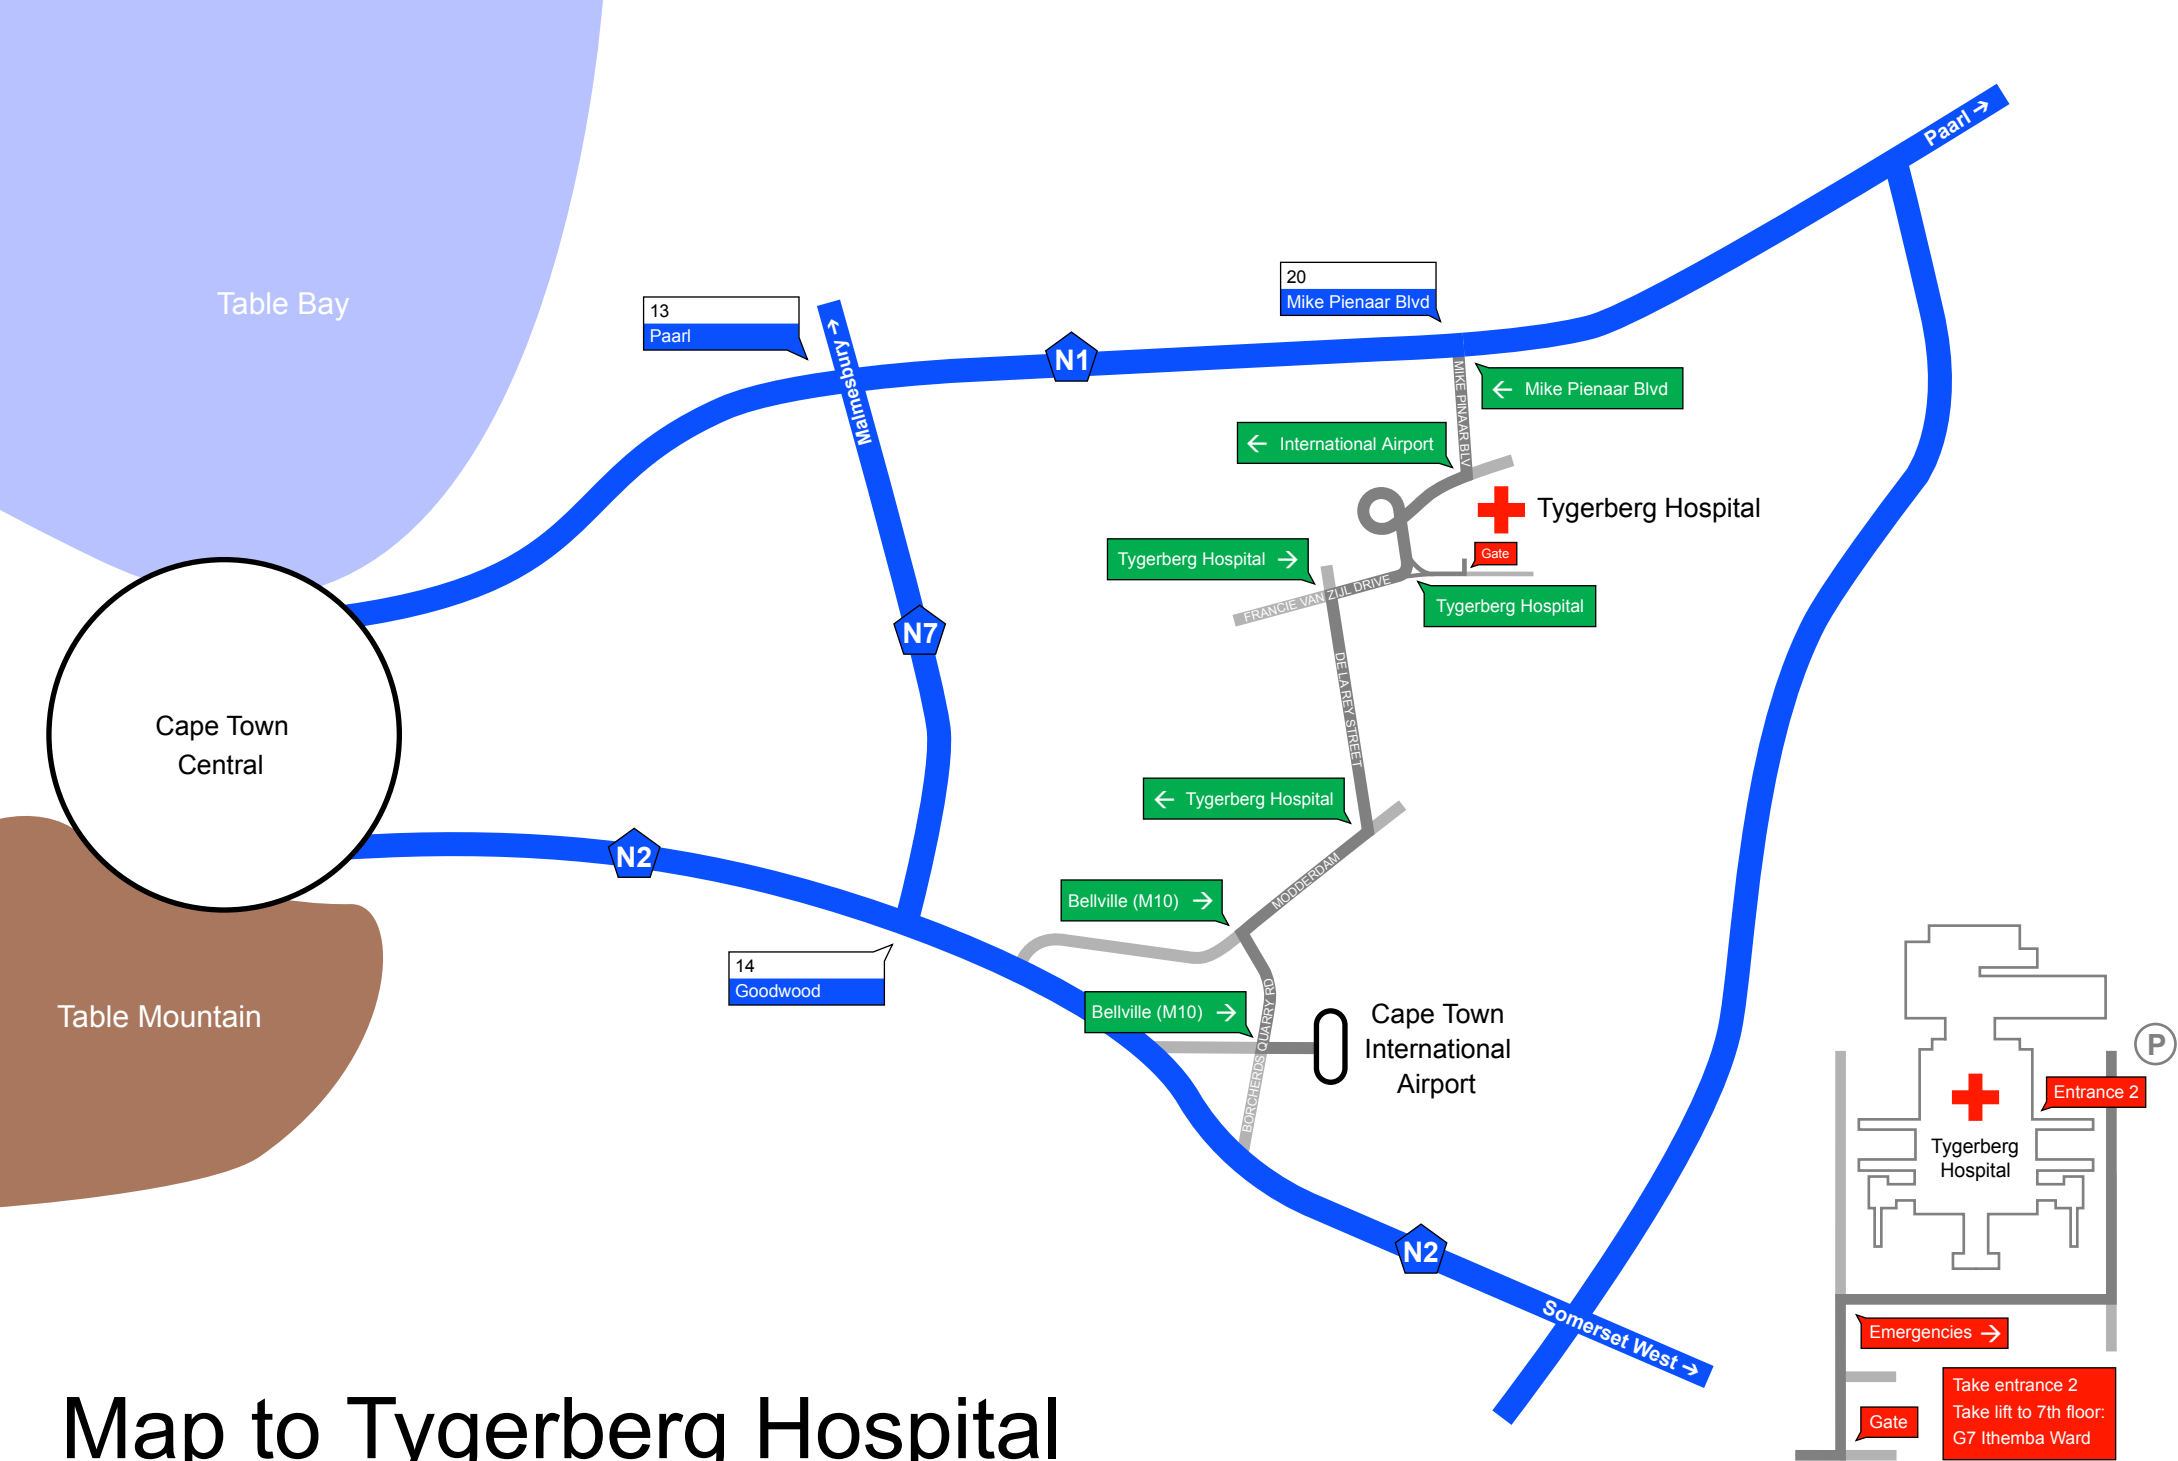 Paarl →
Table Bay
20
Mike Pienaar Blvd
13
Paarl
← Malmesbury
N1
← Mike Pienaar Blvd
MIKE PINAAR BLV
← International Airport
Tygerberg Hospital
Gate
Tygerberg Hospital →
FRANCIE VAN ZIJL DRIVE
Tygerberg Hospital
N7
DE LA REY STREET
Cape Town
Central
← Tygerberg Hospital
N2
MODDERDAM
Bellville (M10) →
14
Goodwood
Bellville (M10) →
BORCHERDS QUARRY RD
Cape Town
International
Airport
Table Mountain
P
Entrance 2
Tygerberg
Hospital
N2
Somerset West →
Emergencies →
Take entrance 2
Take lift to 7th floor:
G7 Ithemba Ward
Gate
Map to Tygerberg Hospital